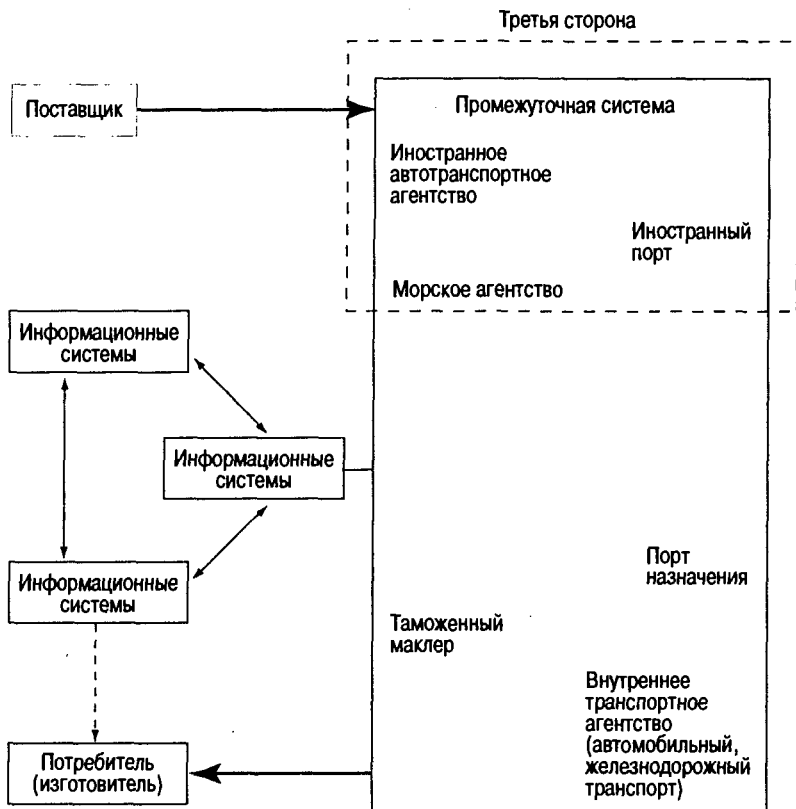 Третья сторона
Поставщик
Промежуточная система
Иностранное
автотранспортное
агентство
Иностранный
порт
Морское агентство
Информационные
системы
Информационные
системы
Информационные
системы
Порт
назначения
Таможенный
маклер
Внутреннее
транспортное
агентство
(автомобильный,
железнодорожный
транспорт)
Потребитель
(изготовитель)